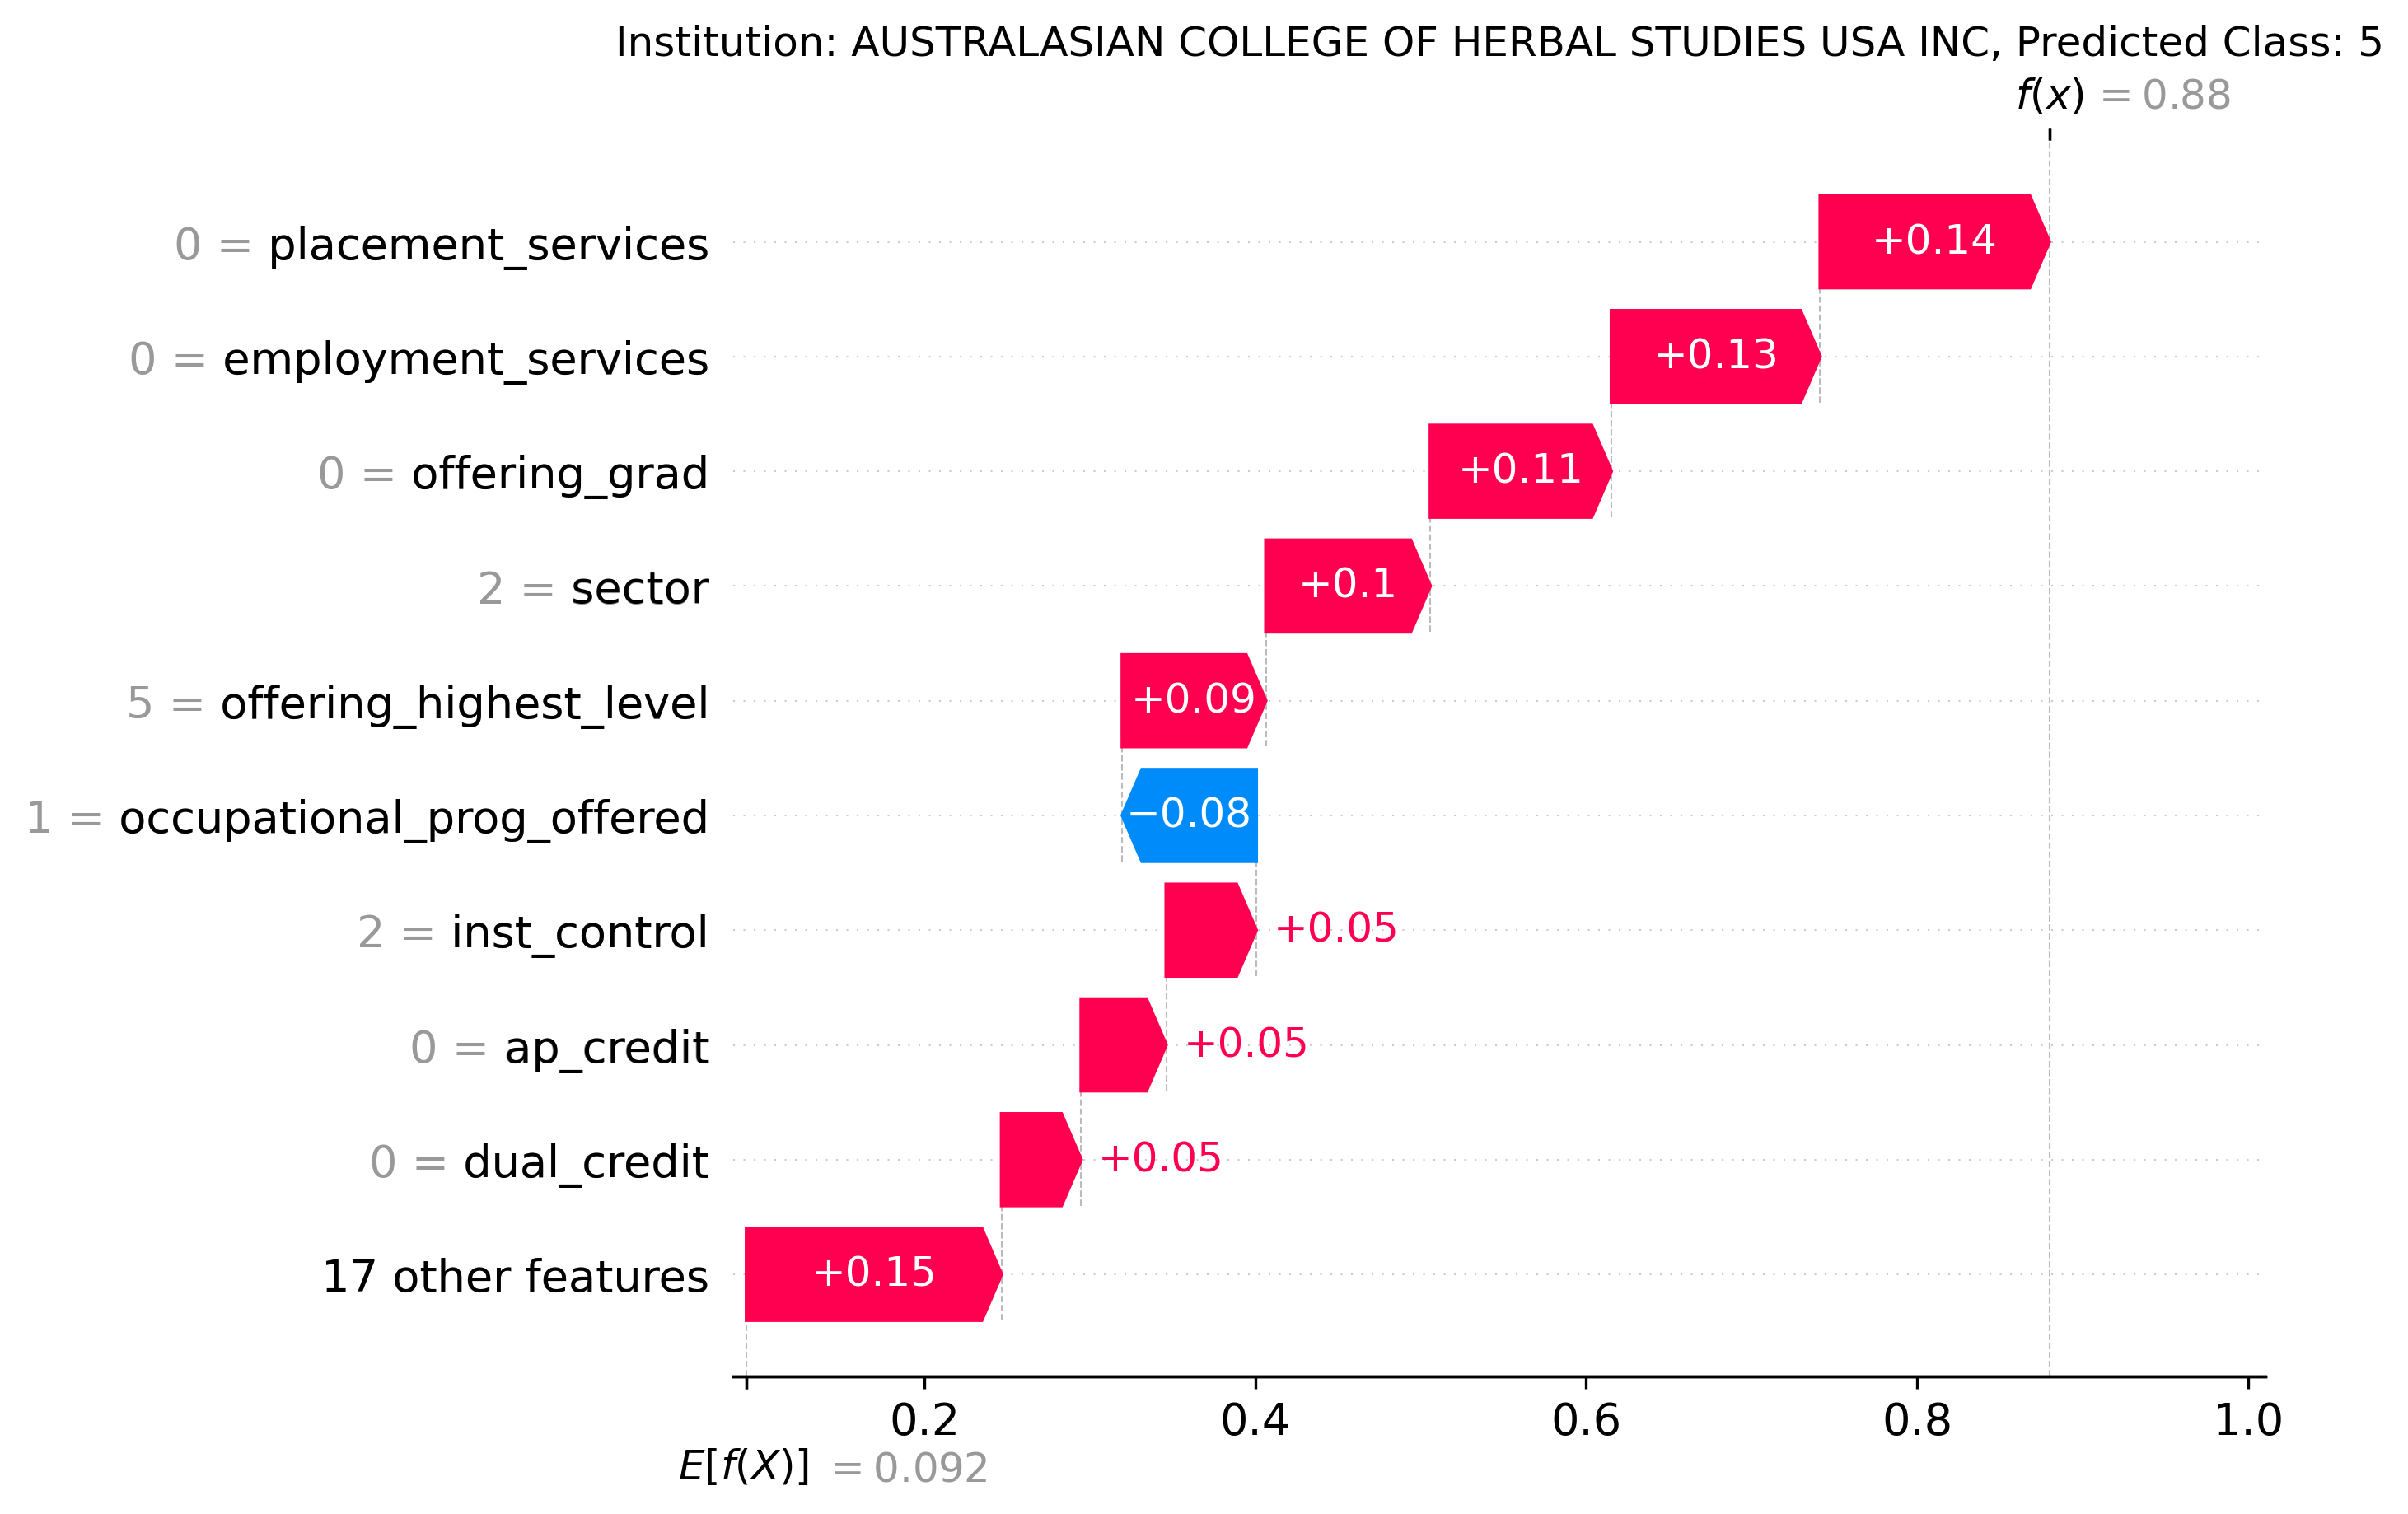 Institution: AUSTRALASIAN COLLEGE OF HERBAL STUDIES USA INC, Predicted Class: 5
f(x) = 0.88
0 = placement_services +0.14
0 = employment_services +0.13
0 = offering_grad +0.11
2 = sector +0.1
5 = offering_highest_level +0.09
1 = occupational_prog_offered −0.08
2 = inst_control +0.05
0 = ap_credit +0.05
0 = dual_credit +0.05
17 other features +0.15
0.2 0.4 0.6 0.8 1.0
E[f(X)] = 0.092